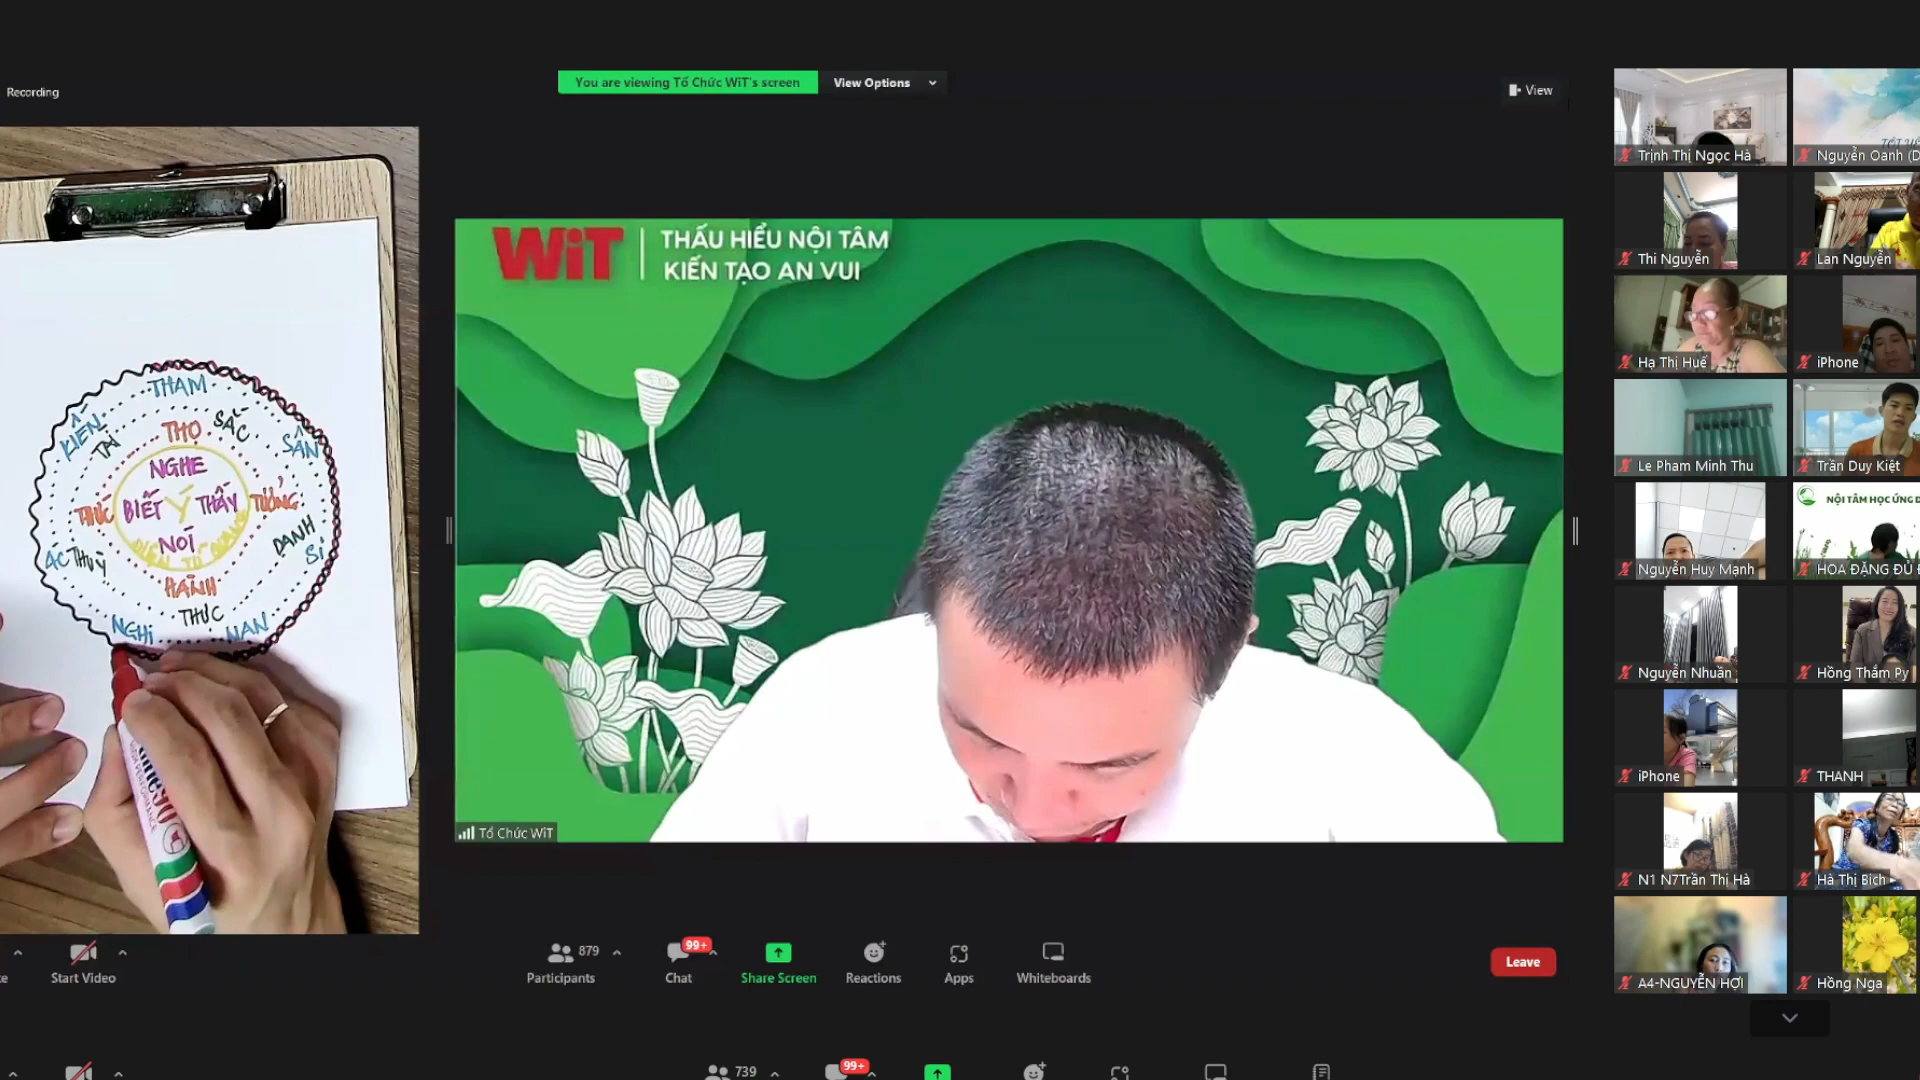 You are viewing Tổ Chức WiT's screen
View Options
Recording
View
WiT
THẤU HIỂU NỘI TÂM
KIẾN TẠO AN VUI
THAM
KIẾN
SẮC
SÂN
TÀI
THỌ
NGHE
BIẾT
Ý
THẤY
TƯỞNG
THỨC
NÓI
DANH
SI
ÁC
THUỲ
HÀNH
THỰC
NGHI
MẠN
Tổ Chức WiT
Trịnh Thị Ngọc Hà
Nguyễn Oanh (D
Thi Nguyễn
Lan Nguyễn
Hạ Thị Huế
iPhone
Le Pham Minh Thu
Trần Duy Kiệt
NỘI TÂM HỌC ỨNG D
Nguyễn Huy Mạnh
HOA ĐẶNG ĐỦ Đ
Nguyễn Nhuần
Hồng Thắm Py
iPhone
THANH
N1 N7Trần Thị Hà
Hà Thị Bích
A4-NGUYỄN HỢI
Hồng Nga
Start Video
879
Participants
99+
Chat
Share Screen
Reactions
Apps
Whiteboards
Leave
739
99+